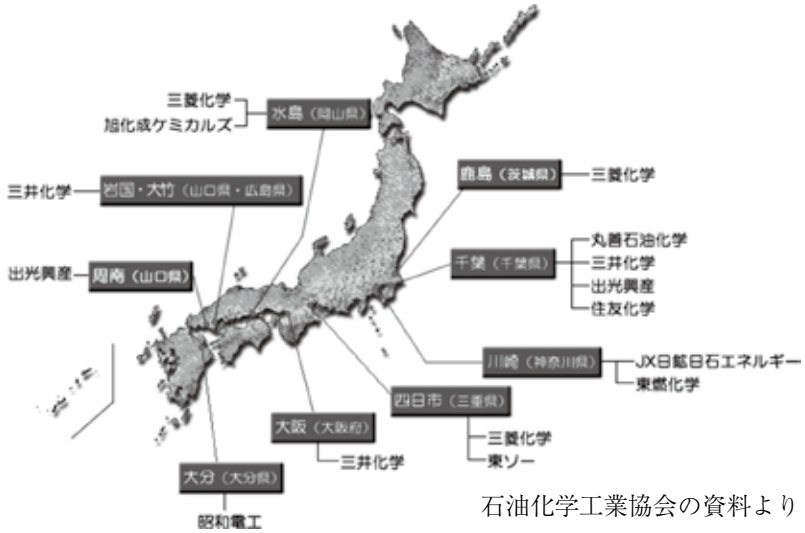 三菱化学
旭化成ケミカルズ
水島（岡山県）
三井化学
岩国・大竹（山口県・広島県）
出光興産
周南（山口県）
鹿島（茨城県）
三菱化学
千葉（千葉県）
丸善石油化学
三井化学
出光興産
住友化学
川崎（神奈川県）
JX日鉱日石エネルギー
東燃化学
四日市（三重県）
三菱化学
東ソー
大阪（大阪府）
三井化学
大分（大分県）
昭和電工
石油化学工業協会の資料より